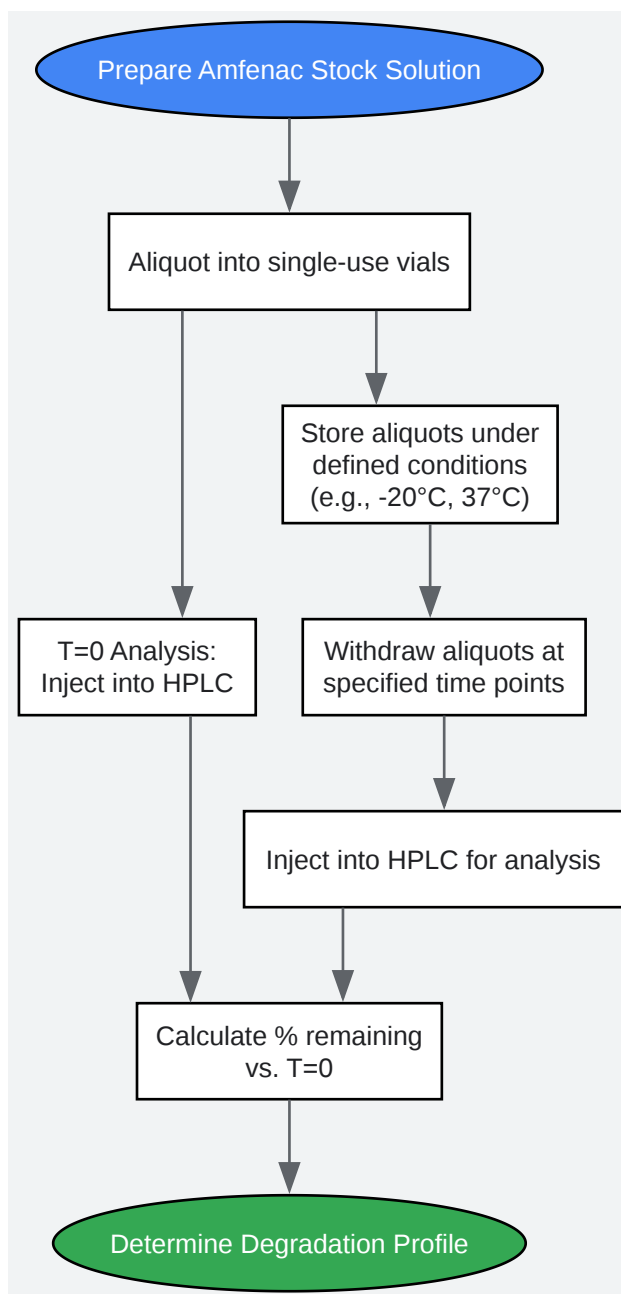 Prepare Amfenac Stock Solution
Aliquot into single-use vials
Store aliquots under
defined conditions
(e.g., -20°C, 37°C)
T=0 Analysis:
Inject into HPLC
Withdraw aliquots at
specified time points
Inject into HPLC for analysis
Calculate % remaining
vs. T=0
Determine Degradation Profile